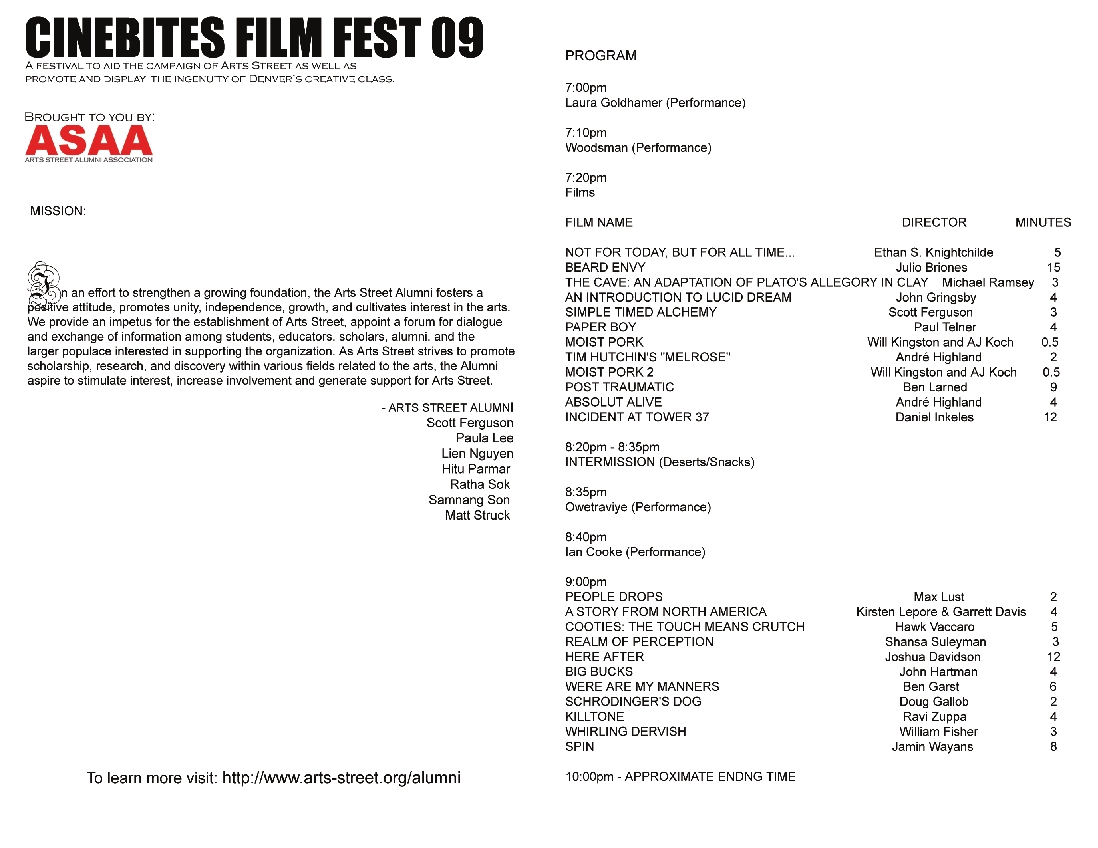 CINEBITES FILM FEST 09
A FESTIVAL TO AID THE CAMPAIGN OF ARTS STREET AS WELL AS
PROMOTE AND DISPLAY THE INGENUTY OF DENVER'S CREATIVE CLASS.
BROUGHT TO YOU BY:
ASAA
ARTS STREET ALUMNI ASSOCIATION
MISSION:
In an effort to strengthen a growing foundation, the Arts Street Alumni fosters a
positive attitude, promotes unity, independence, growth, and cultivates interest in the arts.
We provide an impetus for the establishment of Arts Street, appoint a forum for dialogue
and exchange of information among students, educators. scholars, alumni. and the
larger populace interested in supporting the organization. As Arts Street strives to promote
scholarship, research, and discovery within various fields related to the arts, the Alumni
aspire to stimulate interest, increase involvement and generate support for Arts Street.
- ARTS STREET ALUMNI
Scott Ferguson
Paula Lee
Lien Nguyen
Hitu Parmar
Ratha Sok
Samnang Son
Matt Struck
To learn more visit: http://www.arts-street.org/alumni
PROGRAM
7:00pm
Laura Goldhamer (Performance)
7:10pm
Woodsman (Performance)
7:20pm
Films
FILM NAME DIRECTOR MINUTES
NOT FOR TODAY, BUT FOR ALL TIME... Ethan S. Knightchilde 5
BEARD ENVY Julio Briones 15
THE CAVE: AN ADAPTATION OF PLATO'S ALLEGORY IN CLAY Michael Ramsey 3
AN INTRODUCTION TO LUCID DREAM John Gringsby 4
SIMPLE TIMED ALCHEMY Scott Ferguson 3
PAPER BOY Paul Telner 4
MOIST PORK Will Kingston and AJ Koch 0.5
TIM HUTCHIN'S "MELROSE" André Highland 2
MOIST PORK 2 Will Kingston and AJ Koch 0.5
POST TRAUMATIC Ben Larned 9
ABSOLUT ALIVE André Highland 4
INCIDENT AT TOWER 37 Daniel Inkeles 12
8:20pm - 8:35pm
INTERMISSION (Deserts/Snacks)
8:35pm
Owetraviye (Performance)
8:40pm
Ian Cooke (Performance)
9:00pm
PEOPLE DROPS Max Lust 2
A STORY FROM NORTH AMERICA Kirsten Lepore & Garrett Davis 4
COOTIES: THE TOUCH MEANS CRUTCH Hawk Vaccaro 5
REALM OF PERCEPTION Shansa Suleyman 3
HERE AFTER Joshua Davidson 12
BIG BUCKS John Hartman 4
WERE ARE MY MANNERS Ben Garst 6
SCHRODINGER'S DOG Doug Gallob 2
KILLTONE Ravi Zuppa 4
WHIRLING DERVISH William Fisher 3
SPIN Jamin Wayans 8
10:00pm - APPROXIMATE ENDNG TIME